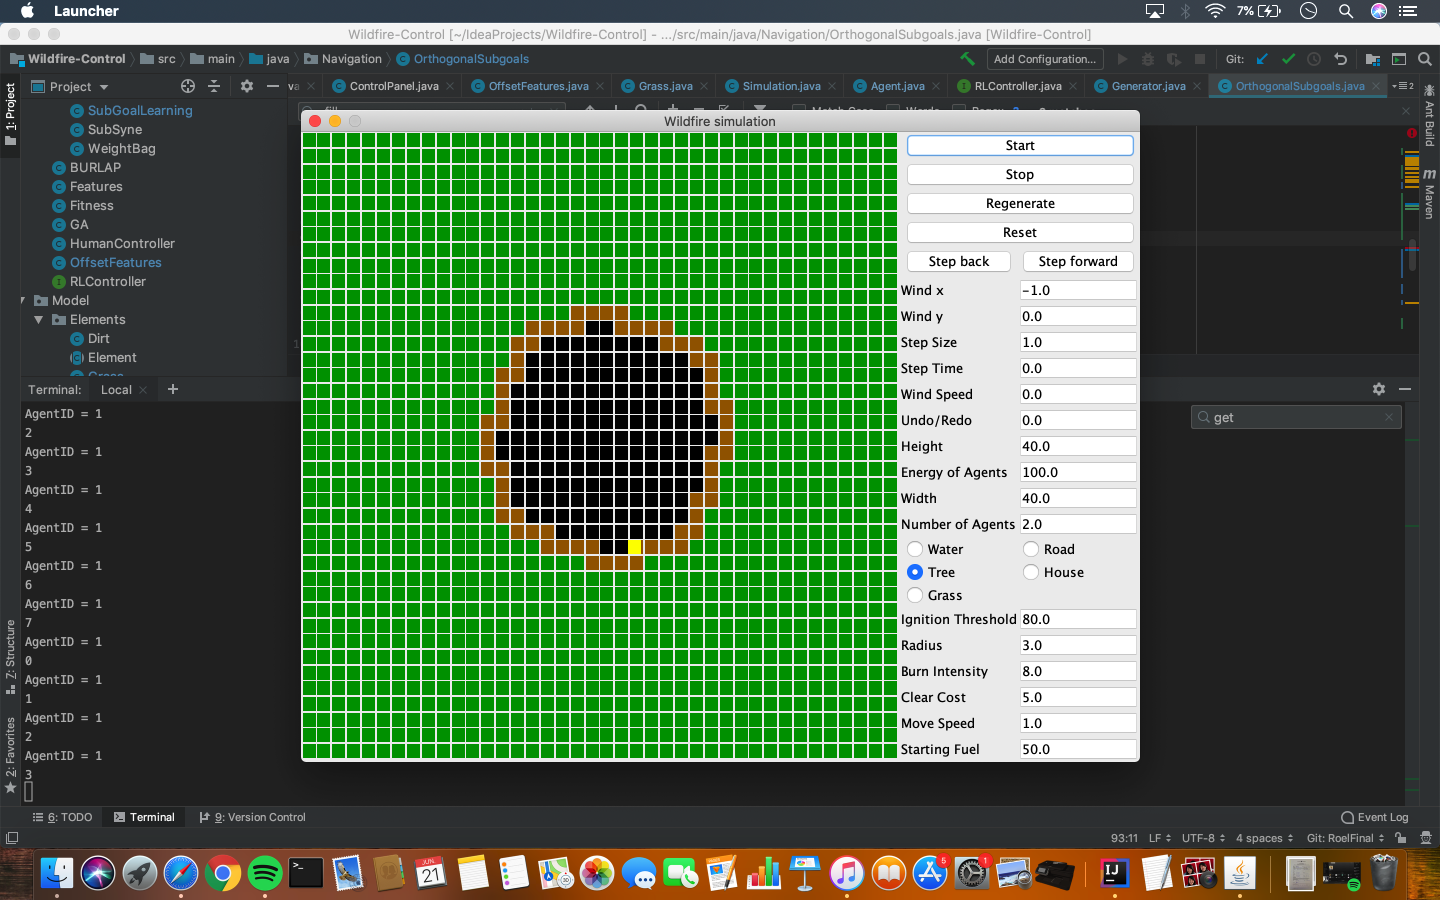 Launcher
7%
Wildfire-Control [~/IdeaProjects/Wildfire-Control] - .../src/main/java/Navigation/OrthogonalSubgoals.java [Wildfire-Control]
Wildfire-Control src main java Navigation OrthogonalSubgoals
Add Configuration...
Git:
Project
ControlPanel.java OffsetFeatures.java Grass.java Simulation.java Agent.java RLController.java Generator.java OrthogonalSubgoals.java
1: Project
SubGoalLearning
SubSyne
WeightBag
BURLAP
Features
Fitness
GA
HumanController
OffsetFeatures
RLController
Model
Elements
Dirt
Element
Ant Build
Maven
Wildfire simulation
Start
Stop
Regenerate
Reset
Step back Step forward
Wind x -1.0
Wind y 0.0
Step Size 1.0
Step Time 0.0
Wind Speed 0.0
Undo/Redo 0.0
Height 40.0
Energy of Agents 100.0
Width 40.0
Number of Agents 2.0
Water Road
Tree House
Grass
Ignition Threshold 80.0
Radius 3.0
Burn Intensity 8.0
Clear Cost 5.0
Move Speed 1.0
Starting Fuel 50.0
Terminal: Local
get
AgentID = 1
2
AgentID = 1
3
AgentID = 1
4
AgentID = 1
5
AgentID = 1
6
AgentID = 1
7
AgentID = 1
0
AgentID = 1
1
AgentID = 1
2
AgentID = 1
3
Z: Structure
2: Favorites
6: TODO Terminal 9: Version Control
Event Log
93:11 LF UTF-8 4 spaces Git: RoelFinal
JUN
21
5
1
IJ